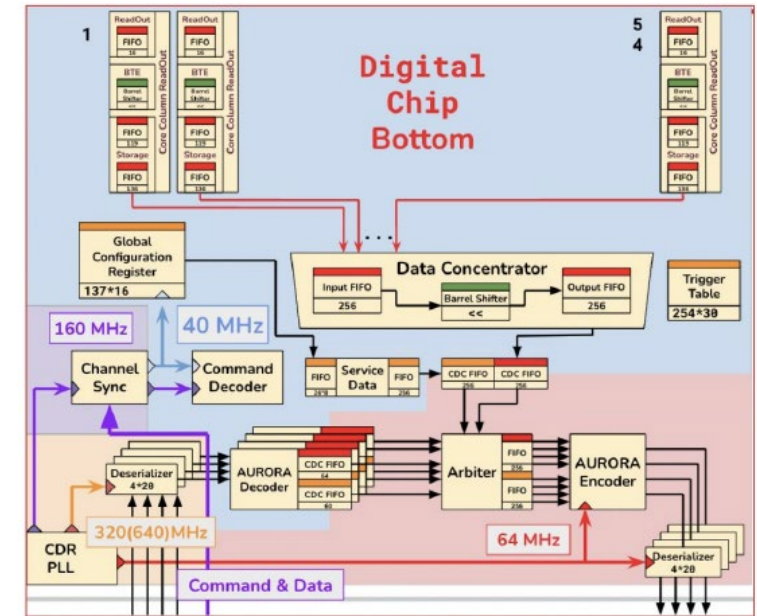 1
ReadOut
FIFO
16
BTE
Barrel
Shifter
<<
FIFO
119
Storage
FIFO
136
Core Column ReadOut
ReadOut
FIFO
16
BTE
Barrel
Shifter
<<
FIFO
119
Storage
FIFO
136
Core Column ReadOut
Digital
Chip
Bottom
5
4
ReadOut
FIFO
16
BTE
Barrel
Shifter
<<
FIFO
119
Storage
FIFO
136
Core Column ReadOut
...
Global
Configuration
Register
137*16
Data Concentrator
Input FIFO
256
Barrel Shifter
<<
Output FIFO
256
Trigger
Table
254*30
160 MHz
40 MHz
Channel
Sync
Command
Decoder
FIFO
Service
Data
FIFO
256
CDC FIFO
256
CDC FIFO
256
Deserializer
4*20
AURORA
Decoder
CDC FIFO
64
CDC FIFO
Arbiter
FIFO
256
FIFO
256
AURORA
Encoder
320(640)MHz
CDR
PLL
64 MHz
Deserializer
4*20
Command & Data